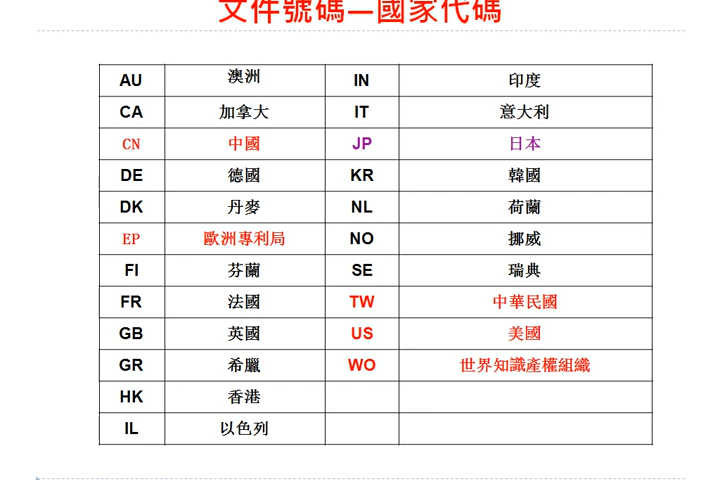 文件號碼—國家代碼
AU 澳洲 IN 印度
CA 加拿大 IT 意大利
CN 中國 JP 日本
DE 德國 KR 韓國
DK 丹麥 NL 荷蘭
EP 歐洲專利局 NO 挪威
FI 芬蘭 SE 瑞典
FR 法國 TW 中華民國
GB 英國 US 美國
GR 希臘 WO 世界知識產權組織
HK 香港
IL 以色列